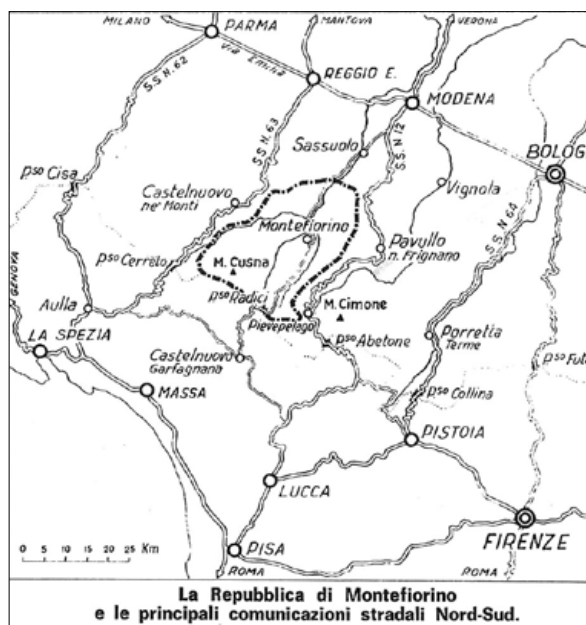 MILANO
MANTOVA
VERONA
PARMA
via Emilia
REGGIO E.
MODENA
S.S.N.62
S.S.N.63
S.S.N.12
Sassuolo
BOLOG
pso Cisa
Castelnuovo
ne' Monti
Vignola
S.S.N.64
Montefiorino
Pavullo
n. Frignano
pso Cerreto
M. Cusna
pso Radici
M. Cimone
GENOVA
Aulla
Pievepelago
pso Abetone
Porretta
Terme
LA SPEZIA
Castelnuovo
Garfagnana
pso Fut
MASSA
pso Collina
PISTOIA
LUCCA
FIRENZE
0 5 10 15 20 25 Km
PISA
ROMA
ROMA
La Repubblica di Montefiorino
e le principali comunicazioni stradali Nord-Sud.